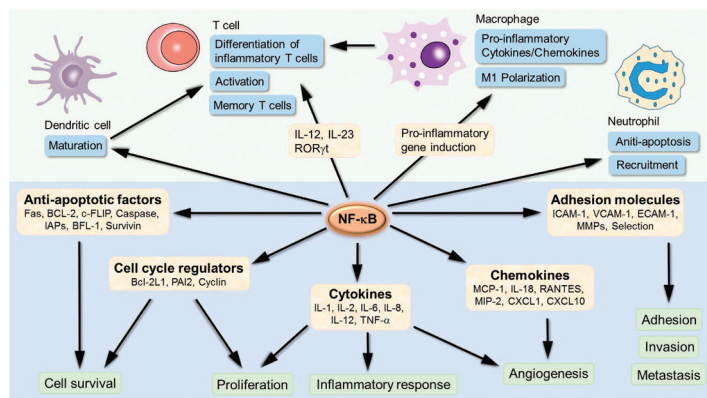 T cell
Differentiation of
inflammatory T cells
Activation
Memory T cells
Macrophage
Pro-inflammatory
Cytokines/Chemokines
M1 Polarization
Dendritic cell
Maturation
IL-12, IL-23
RORγt
Pro-inflammatory
gene induction
Neutrophil
Aniti-apoptosis
Recruitment
Anti-apoptotic factors
Fas, BCL-2, c-FLIP, Caspase,
IAPs, BFL-1, Survivin
NF-κB
Adhesion molecules
ICAM-1, VCAM-1, ECAM-1,
MMPs, Selection
Cell cycle regulators
Bcl-2L1, PAI2, Cyclin
Cytokines
IL-1, IL-2, IL-6, IL-8,
IL-12, TNF-α
Chemokines
MCP-1, IL-18, RANTES,
MIP-2, CXCL1, CXCL10
Adhesion
Invasion
Metastasis
Cell survival
Proliferation
Inflammatory response
Angiogenesis